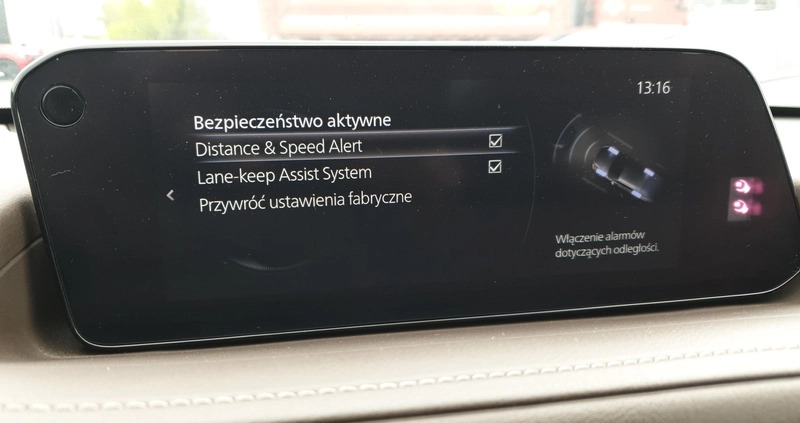 13:16
Bezpieczeństwo aktywne
Distance & Speed Alert
Lane-keep Assist System
Przywróć ustawienia fabryczne
Włączenie alarmów
dotyczących odległości.